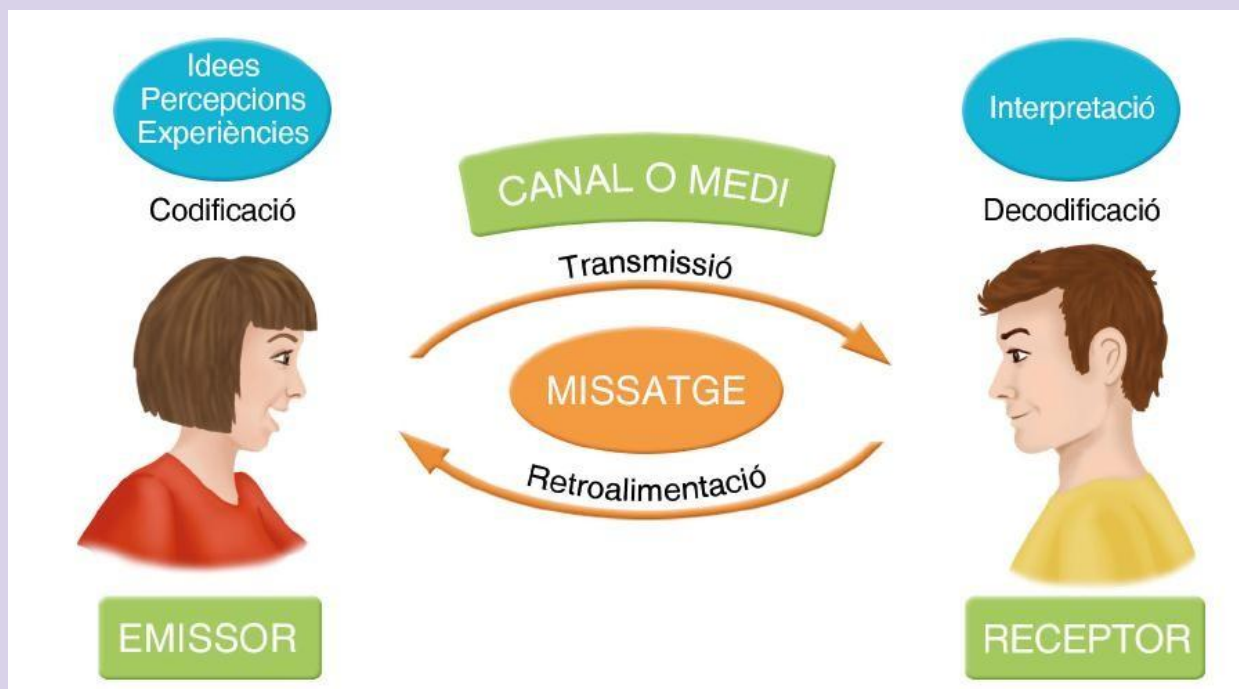 Idees
Percepcions
Experiències
Codificació
EMISSOR
CANAL O MEDI
Transmissió
MISSATGE
Retroalimentació
Interpretació
Decodificació
RECEPTOR